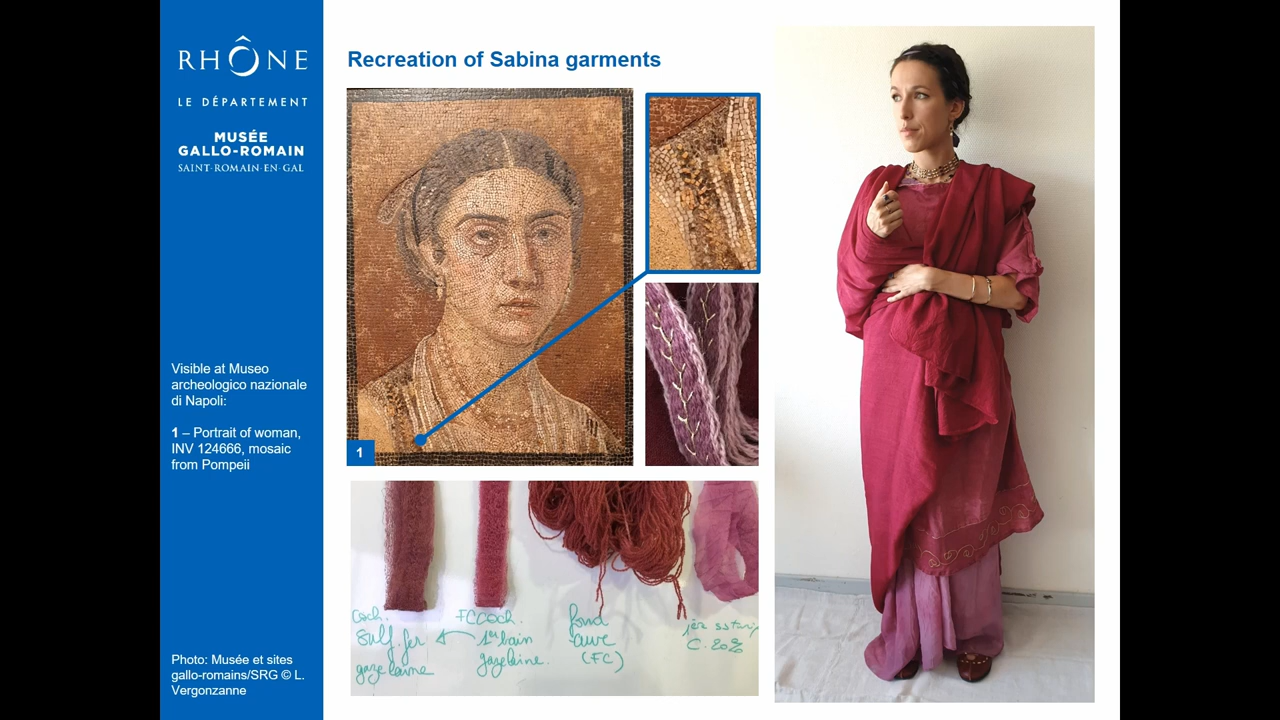 RHÔNE
LE DÉPARTEMENT
MUSÉE
GALLO-ROMAIN
SAINT-ROMAIN-EN-GAL
Visible at Museo
archeologico nazionale
di Napoli:
1 – Portrait of woman,
INV 124666, mosaic
from Pompeii
Photo: Musée et sites
gallo-romains/SRG © L.
Vergonzanne
Recreation of Sabina garments
1
Coch.
Sulf. fer
gaze laine
FC COCH.
1er bain
gaze laine.
fond
cuve
(FC)
C. 20%